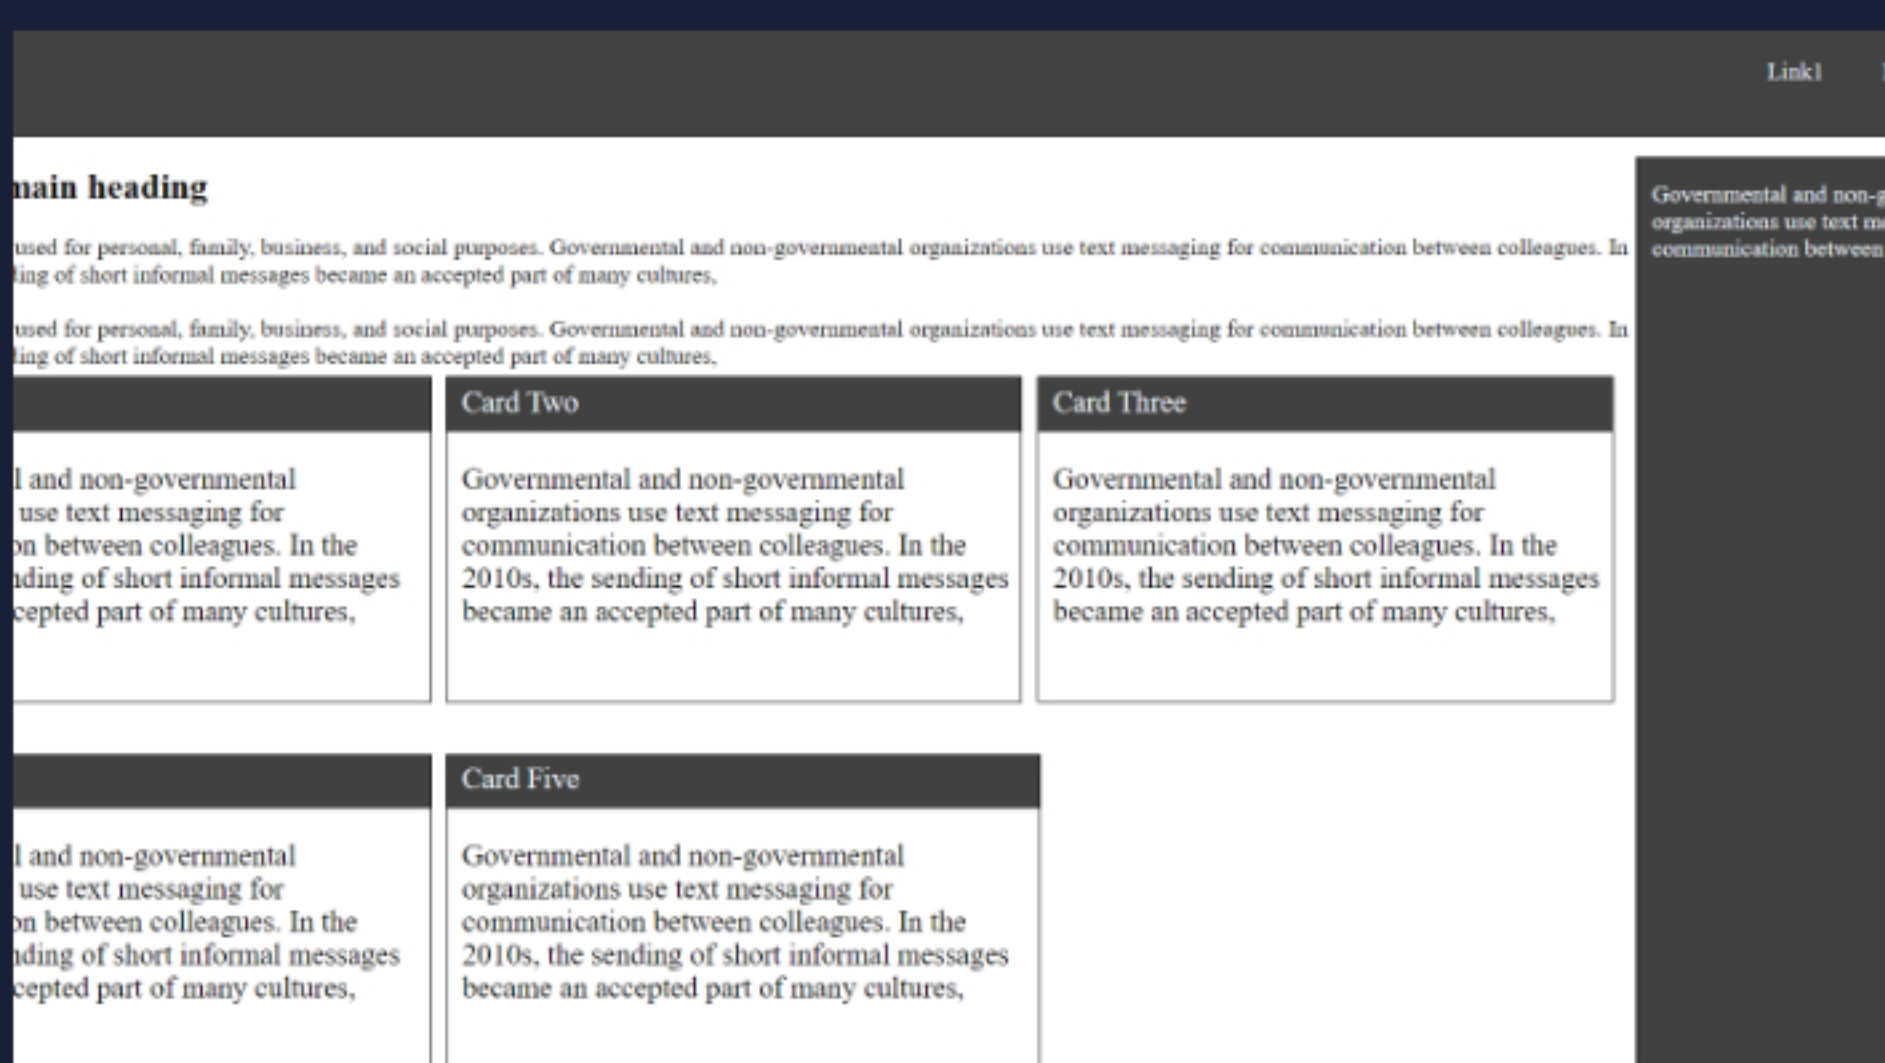 Link1
main heading
used for personal, family, business, and social purposes. Governmental and non-governmental organizations use text messaging for communication between colleagues. In
of short informal messages became an accepted part of many cultures,
used for personal, family, business, and social purposes. Governmental and non-governmental organizations use text messaging for communication between colleagues. In
of short informal messages became an accepted part of many cultures,
and non-governmental
use text messaging for
between colleagues. In the
of short informal messages
part of many cultures,
Card Two
Governmental and non-governmental
organizations use text messaging for
communication between colleagues. In the
2010s, the sending of short informal messages
became an accepted part of many cultures,
Card Three
Governmental and non-governmental
organizations use text messaging for
communication between colleagues. In the
2010s, the sending of short informal messages
became an accepted part of many cultures,
and non-governmental
use text messaging for
between colleagues. In the
of short informal messages
part of many cultures,
Card Five
Governmental and non-governmental
organizations use text messaging for
communication between colleagues. In the
2010s, the sending of short informal messages
became an accepted part of many cultures,
Governmental and
organizations use text
communication between